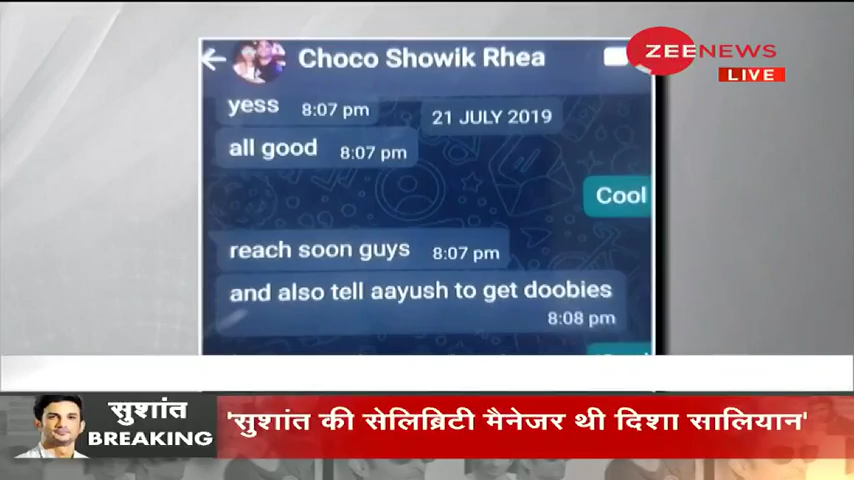 Choco Showik Rhea
ZEENEWS
LIVE
yess 8:07 pm
21 JULY 2019
all good 8:07 pm
Cool
reach soon guys 8:07 pm
and also tell aayush to get doobies
8:08 pm
सुशांत
BREAKING
'सुशांत की सेलिब्रिटी मैनेजर थी दिशा सालियान'